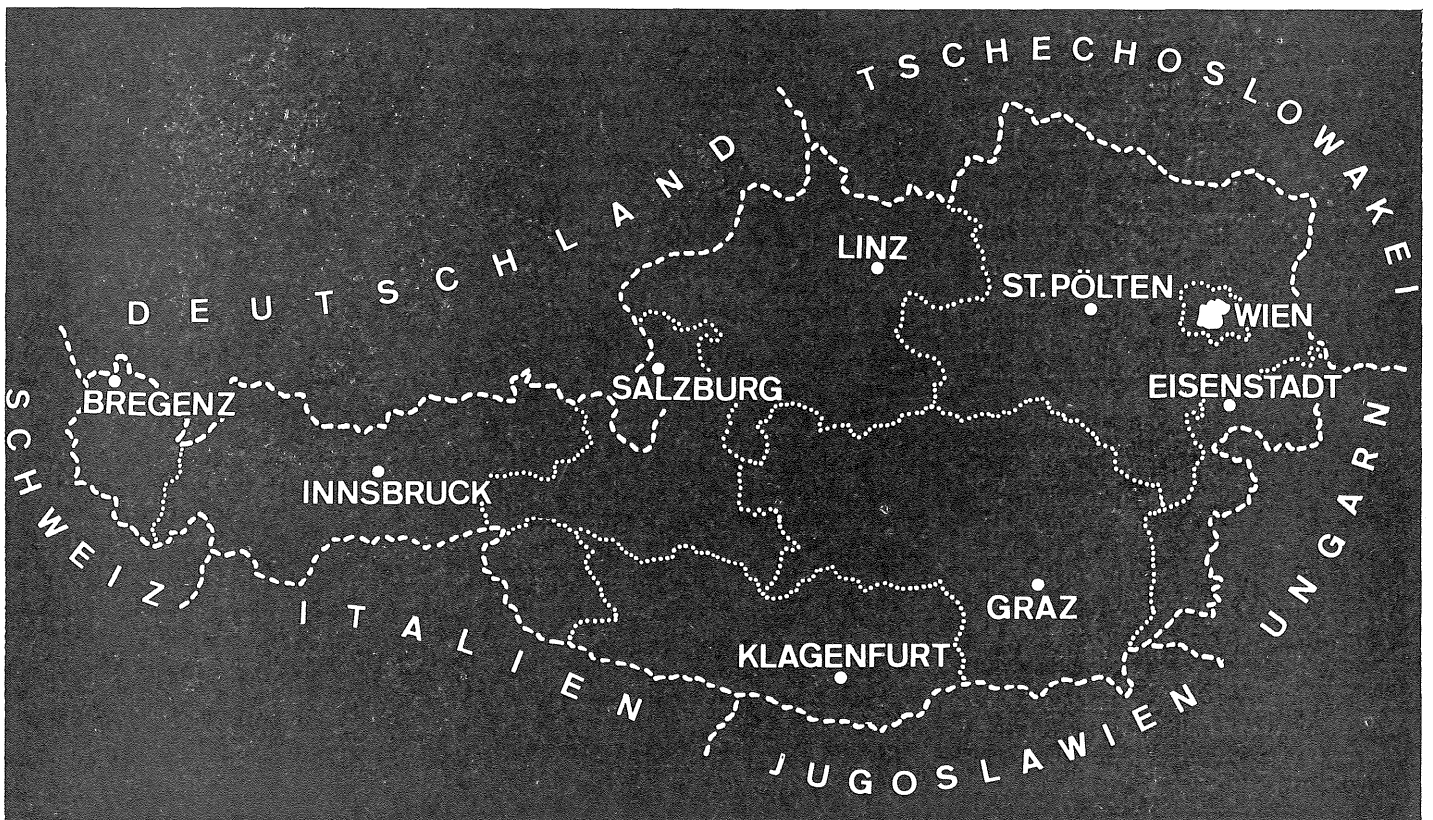 TSCHECHOSLOWAKEI
DEUTSCHLAND
LINZ
ST. PÖLTEN
WIEN
BREGENZ
SALZBURG
EISENSTADT
SCHWEIZ
INNSBRUCK
UNGARN
ITALIEN
GRAZ
KLAGENFURT
JUGOSLAWIEN